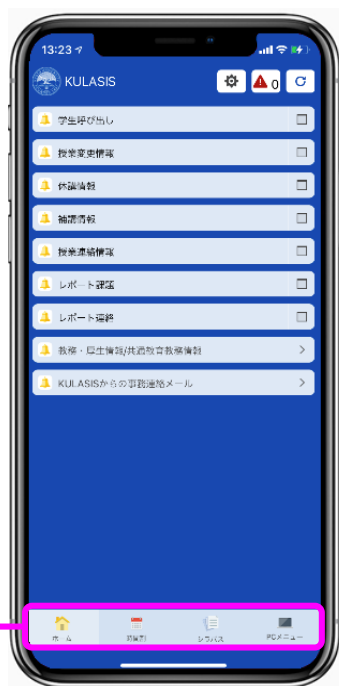 13:23
KULASIS
0
学生呼び出し
授業変更情報
休講情報
補講情報
授業連絡情報
レポート課題
レポート連絡
教務・厚生情報/共通教育教務情報
KULASISからの事務連絡メール
ホーム
時間割
シラバス
PCメニュー